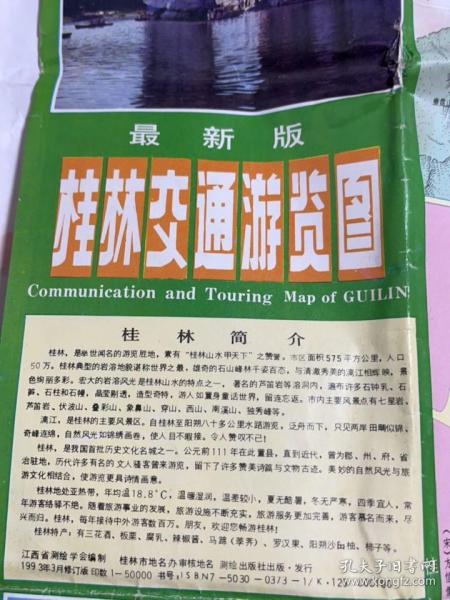 最新版
桂林交通游览图
Communication and Touring Map of GUILIN
桂林简介
桂林，是举世闻名的游览胜地，素有“桂林山水甲天下”之赞誉。市区面积575平方公里，人口
50万。桂林典型的岩溶地貌堪称世界之最，雄奇的石山峰林千姿百态，与清澈秀美的漓江相辉映，景
色绚丽多彩。宏大的岩溶风光是桂林山水的特点之一，著名的芦笛岩等溶洞内，遍布许多石钟乳、石
笋、石柱和石幔，晶莹剔透，造型奇特，游人如置身童话世界，留连忘返。市内主要风景点有七星岩、
芦笛岩、伏波山、叠彩山、象鼻山、穿山、西山、南溪山、独秀峰等。
漓江，是桂林的主要风景区。自桂林至阳朔八十多公里水路游览，泛舟而下，只见两岸田畴似锦，
奇峰连绵，自然风光如锦绣画卷，使人目不暇接。令人赞叹不已！
桂林，是我国首批历史文化名城之一。公元前111年在此置县，直到近代，曾为郡、州、府、省
治驻地，历代许多有名的文人骚客曾来游览，留下了许多赞美诗篇与文物古迹。美妙的自然风光与旅
游文化相结合，使游览更具诗情画意。
桂林地处亚热带，年均温18.8℃，温暖湿润，温差较小，夏无酷暑，冬无严寒，四季宜人，常
年游客络驿不绝。随着旅游事业的发展，旅游设施不断充实，旅游服务更加完善，游客慕名而来，尽
兴而归。桂林，每年接待中外游客数百万。朋友，欢迎您畅游桂林！
桂林特产：有三花酒、板栗、腐乳、辣椒酱、马蹄（荸荠）、罗汉果、阳朔沙田柚、柿子等。
江西省测绘学会编制 桂林市地名办审核地名 测绘出版社出版·发行
1993年3月修订版 印数1-50000 书号：ISBN7-5030-0373-1/K·127
孔夫子旧书网